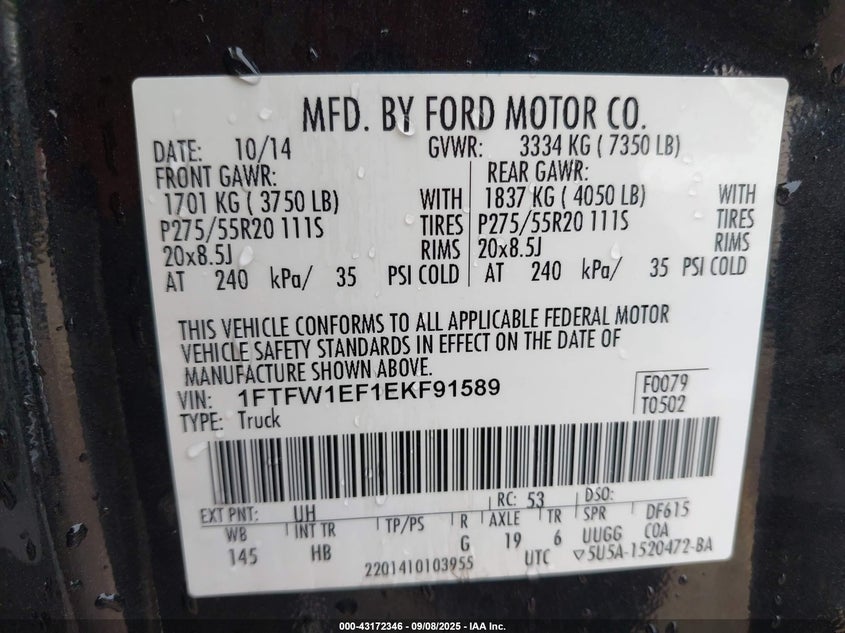 MFD. BY FORD MOTOR CO.
DATE: 10/14 GVWR: 3334 KG ( 7350 LB)
FRONT GAWR: REAR GAWR:
1701 KG ( 3750 LB) WITH 1837 KG ( 4050 LB) WITH
P275/55R20 111S TIRES P275/55R20 111S TIRES
20x8.5J RIMS 20x8.5J RIMS
AT 240 kPa/ 35 PSI COLD AT 240 kPa/ 35 PSI COLD
THIS VEHICLE CONFORMS TO ALL APPLICABLE FEDERAL MOTOR
VEHICLE SAFETY STANDARDS IN EFFECT ON THE DATE OF
MANUFACTURE SHOWN ABOVE.
VIN: 1FTFW1EF1EKF91589 F0079
TYPE: Truck T0502
EXT PNT: UH RC: 53 DSO:
WB INT TR TP/PS R AXLE TR SPR DF615
145 HB G 19 6 UUGG C0A
2201410103955 UTC ▽5U5A-1520472-BA
000-43172346 - 09/08/2025 - IAA Inc.